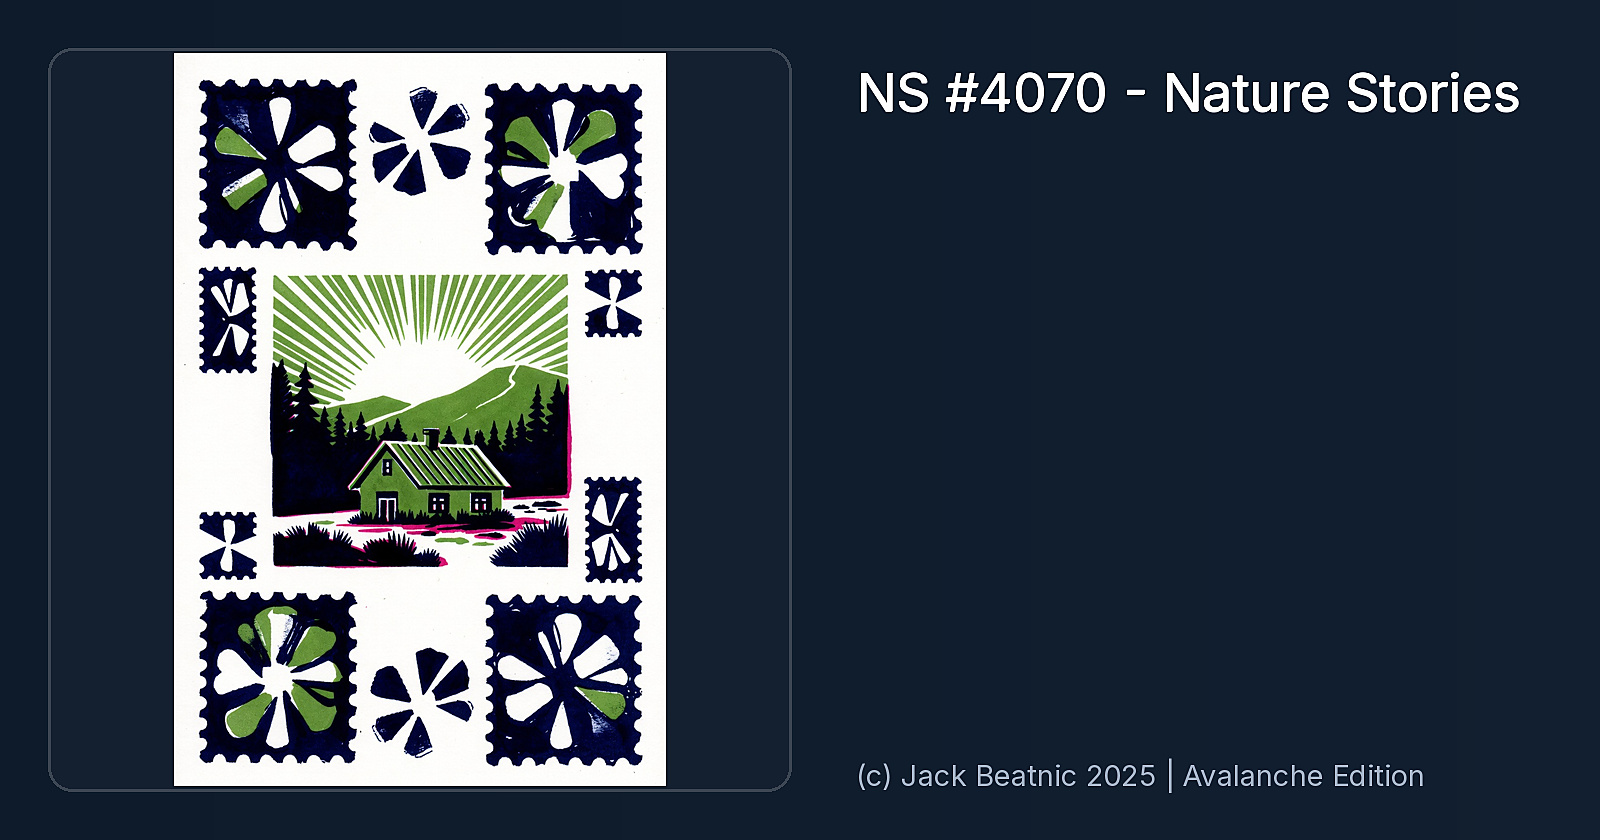 NS #4070 - Nature Stories
(c) Jack Beatnic 2025 | Avalanche Edition